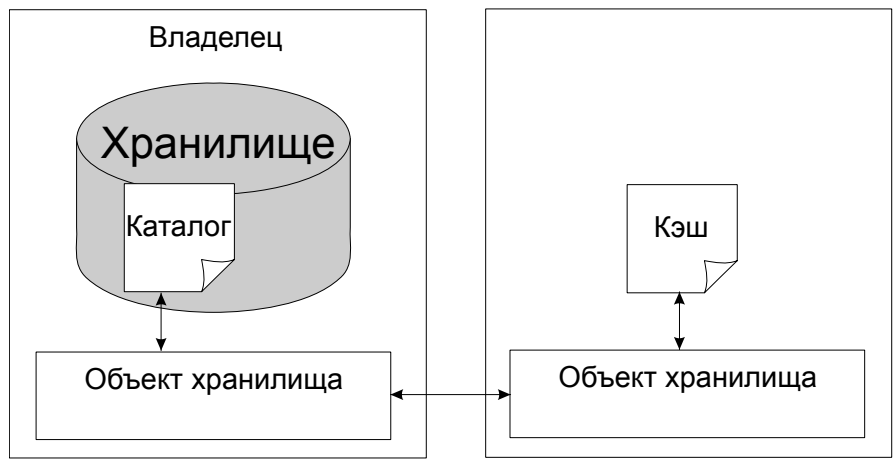 Владелец
Хранилище
Каталог
Кэш
Объект хранилища
Объект хранилища